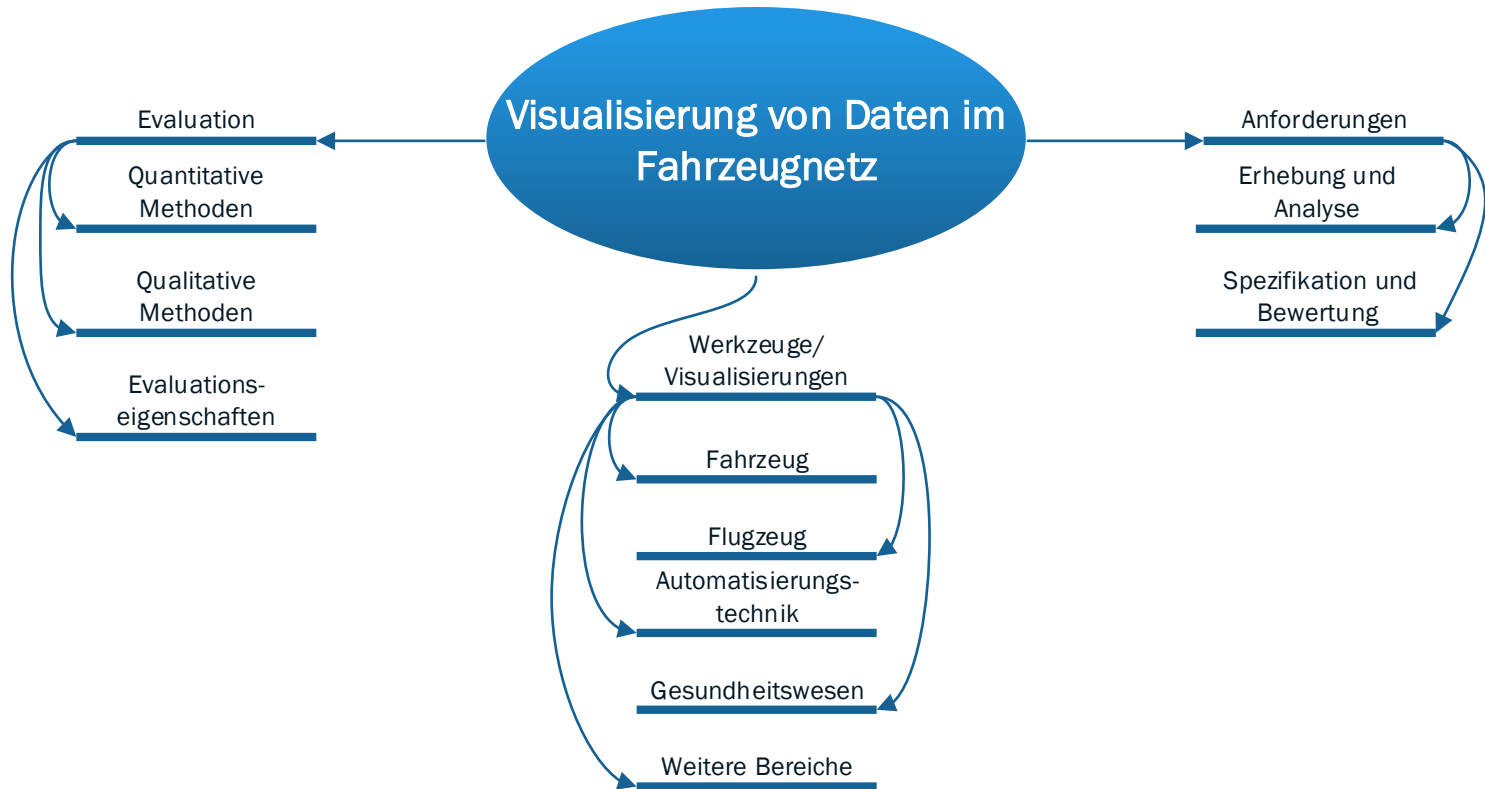 Visualisierung von Daten im
Fahrzeugnetz
Evaluation
Quantitative
Methoden
Qualitative
Methoden
Evaluations-
eigenschaften
Werkzeuge/
Visualisierungen
Fahrzeug
Flugzeug
Automatisierungs-
technik
Gesundheitswesen
Weitere Bereiche
Anforderungen
Erhebung und
Analyse
Spezifikation und
Bewertung